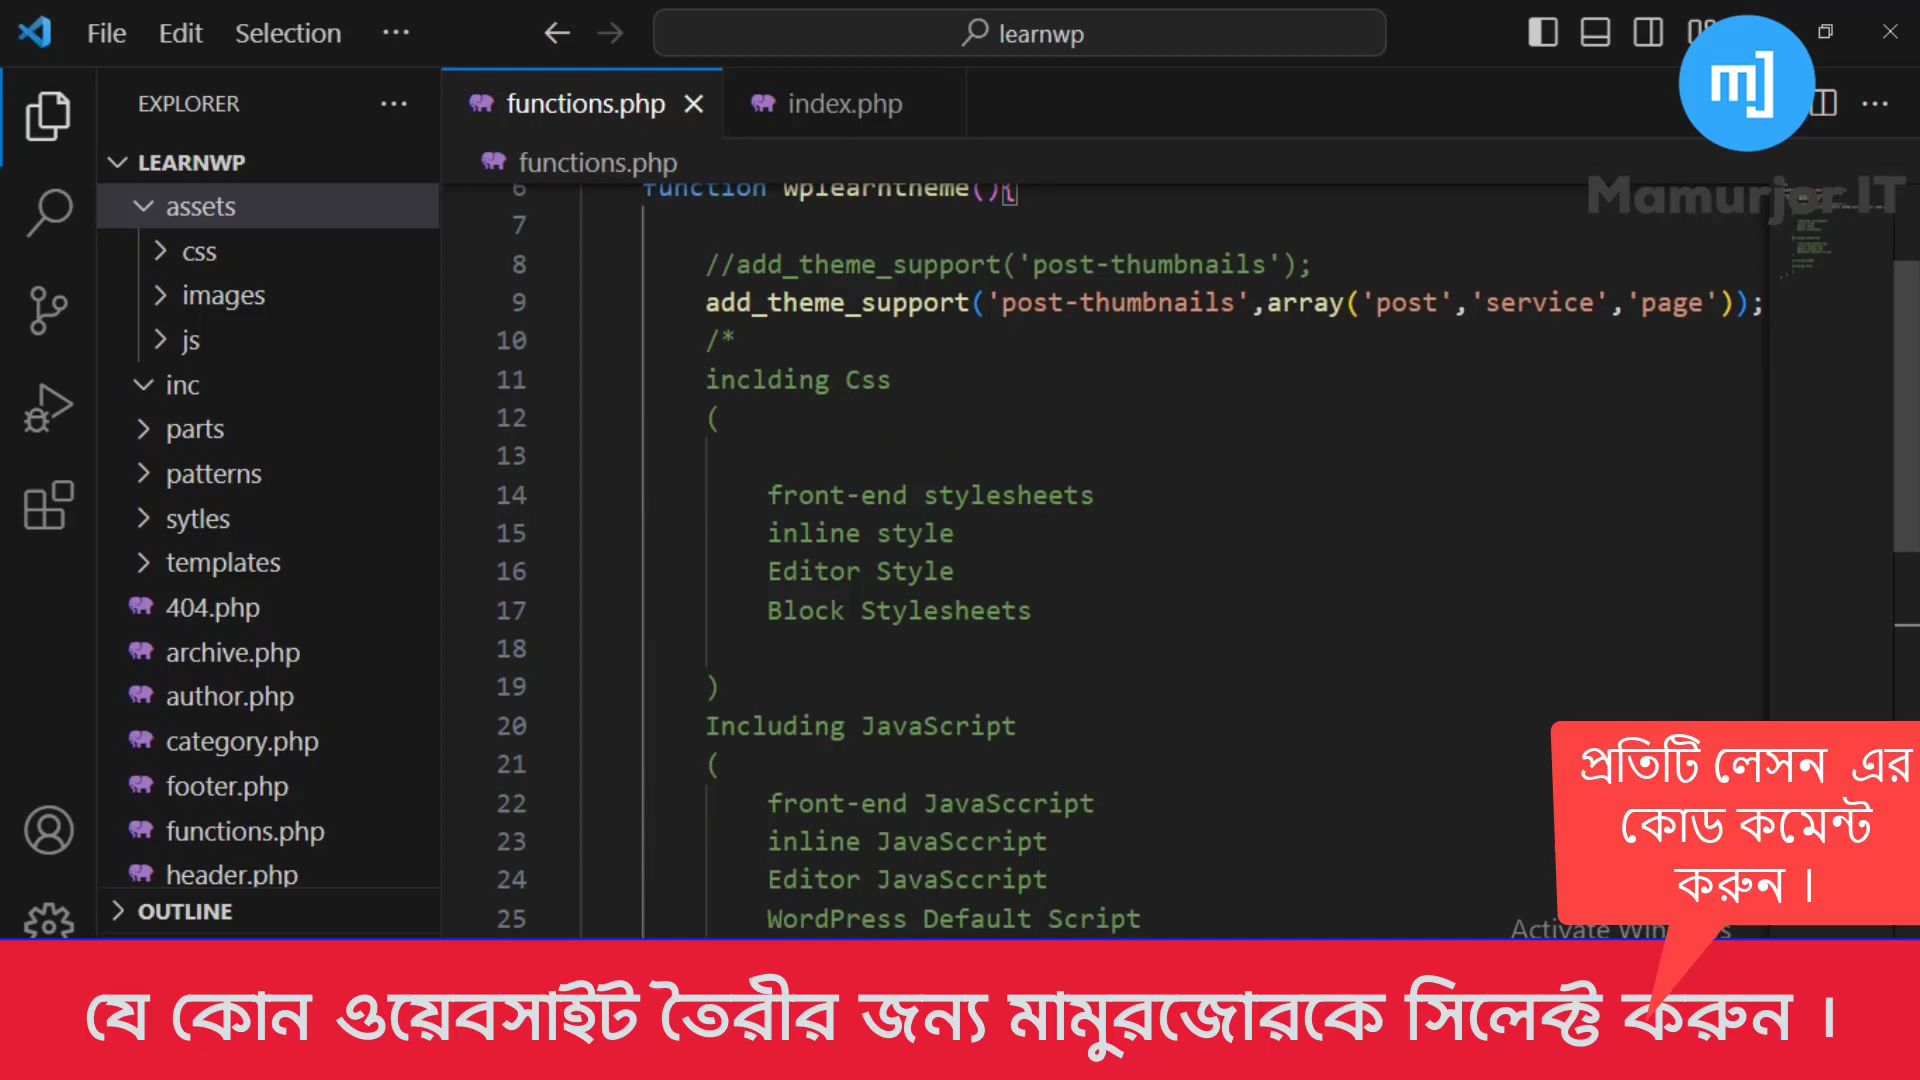 File Edit Selection ...
learnwp
EXPLORER ...
functions.php
index.php
LEARNWP
functions.php
Mamurjor IT
assets
css
images
js
inc
parts
patterns
sytles
templates
404.php
archive.php
author.php
category.php
footer.php
functions.php
header.php
OUTLINE
6 function wplearntheme(){
7
8 //add_theme_support('post-thumbnails');
9 add_theme_support('post-thumbnails',array('post','service','page'));
10 /*
11 inclding Css
12 (
13
14 front-end stylesheets
15 inline style
16 Editor Style
17 Block Stylesheets
18
19 )
20 Including JavaScript
21 (
22 front-end JavaSccript
23 inline JavaSccript
24 Editor JavaSccript
25 WordPress Default Script
প্রতিটি লেসন এর
কোড কমেন্ট
করুন ।
যে কোন ওয়েবসাইট তৈরীর জন্য মামুরজোরকে সিলেক্ট করুন ।